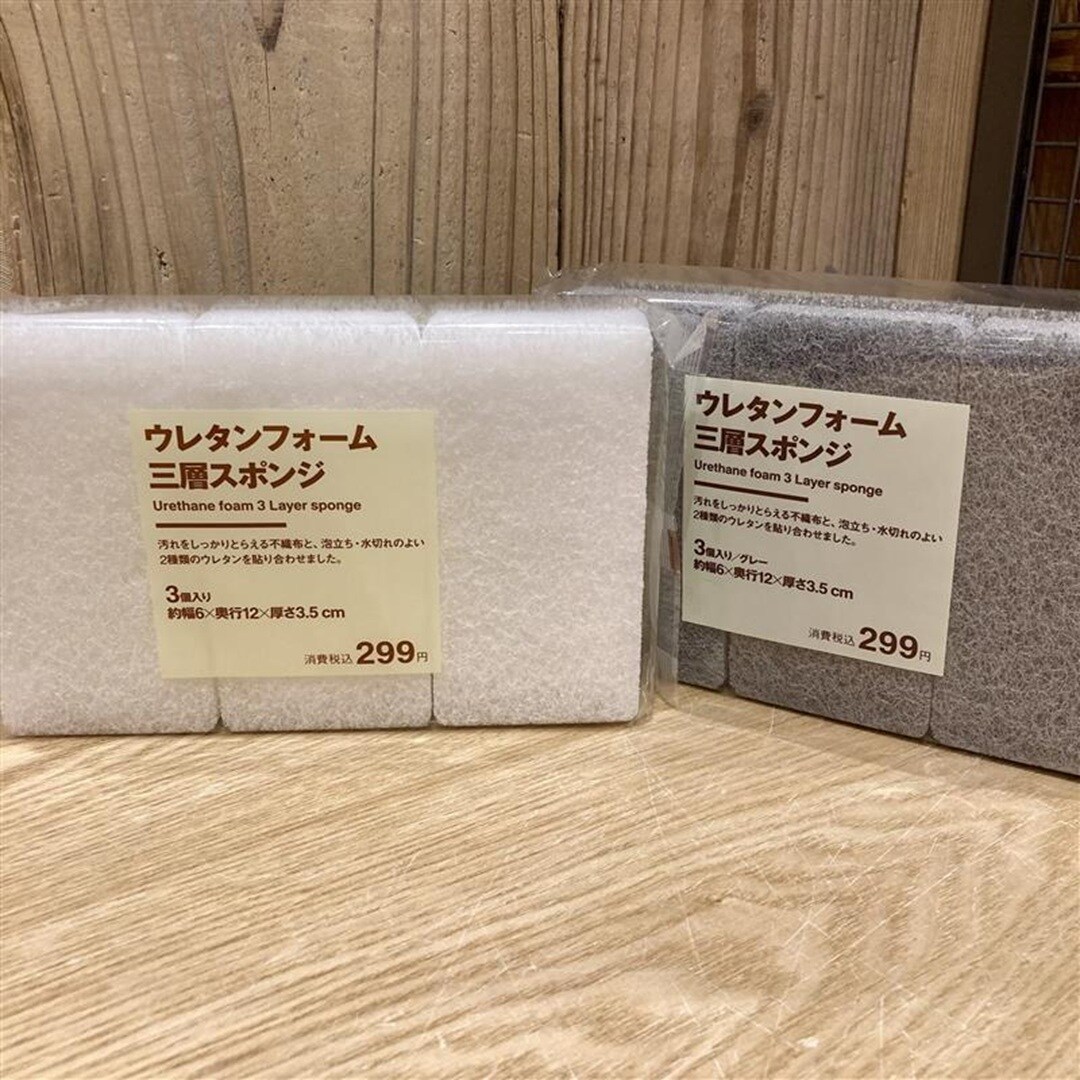 ウレタンフォーム
三層スポンジ
Urethane foam 3 Layer sponge
汚れをしっかりとらえる不織布と、泡立ち・水切れのよい
2種類のウレタンを貼り合わせました。
3個入り
約幅6×奥行12×厚さ3.5 cm
消費税込 299円
ウレタンフォーム
三層スポンジ
Urethane foam 3 Layer sponge
汚れをしっかりとらえる不織布と、泡立ち・水切れのよい
2種類のウレタンを貼り合わせました。
3個入り/グレー
約幅6×奥行12×厚さ3.5 cm
消費税込 299円